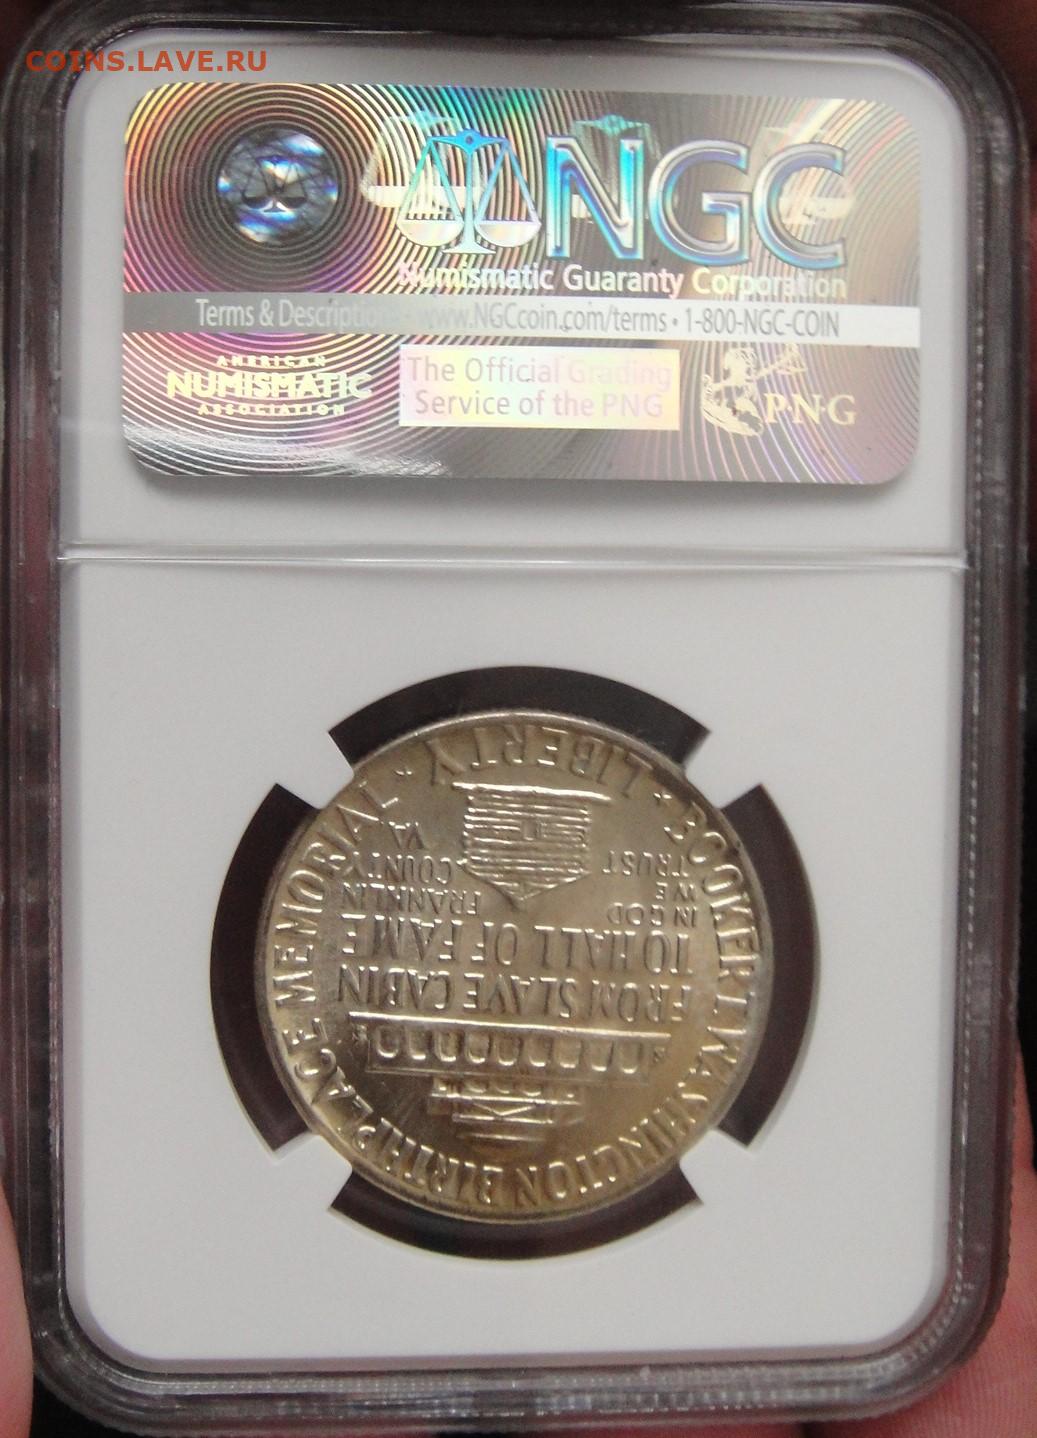 COINS.LAVE.RU
NGC
Numismatic Guaranty Corporation
Terms & Descriptions • www.NGCcoin.com/terms • 1-800-NGC-COIN
AMERICAN
NUMISMATIC
ASSOCIATION
The Official Grading
Service of the PNG
PNG
BOOKER T. WASHINGTON BIRTHPLACE MEMORIAL
FROM SLAVE CABIN
TO HALL OF FAME
IN GOD
WE
TRUST
FRANKLIN
COUNTY
VA.
LIBERTY